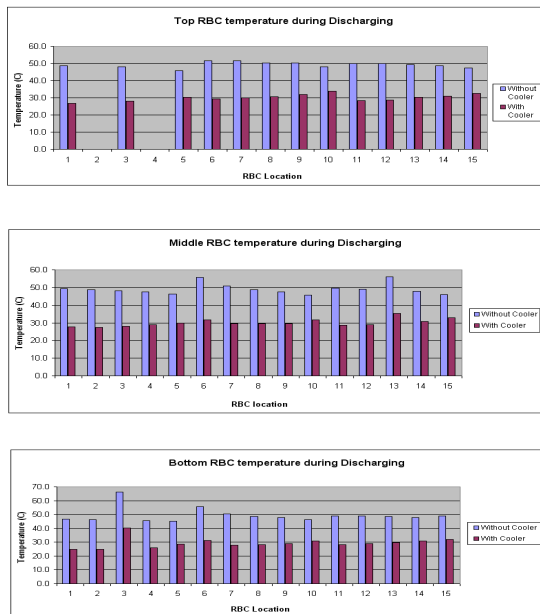 Top RBC temperature during Discharging
Temperature (C)
60.0
50.0
40.0
30.0
20.0
10.0
0.0
1 2 3 4 5 6 7 8 9 10 11 12 13 14 15
RBC Location
Without Cooler
With Cooler
Middle RBC temperature during Discharging
Temperature (C)
60.0
50.0
40.0
30.0
20.0
10.0
0.0
1 2 3 4 5 6 7 8 9 10 11 12 13 14 15
RBC location
Without Cooler
With Cooler
Bottom RBC temperature during Discharging
Temperature (C)
70.0
60.0
50.0
40.0
30.0
20.0
10.0
0.0
1 2 3 4 5 6 7 8 9 10 11 12 13 14 15
RBC Location
Without Cooler
With Cooler